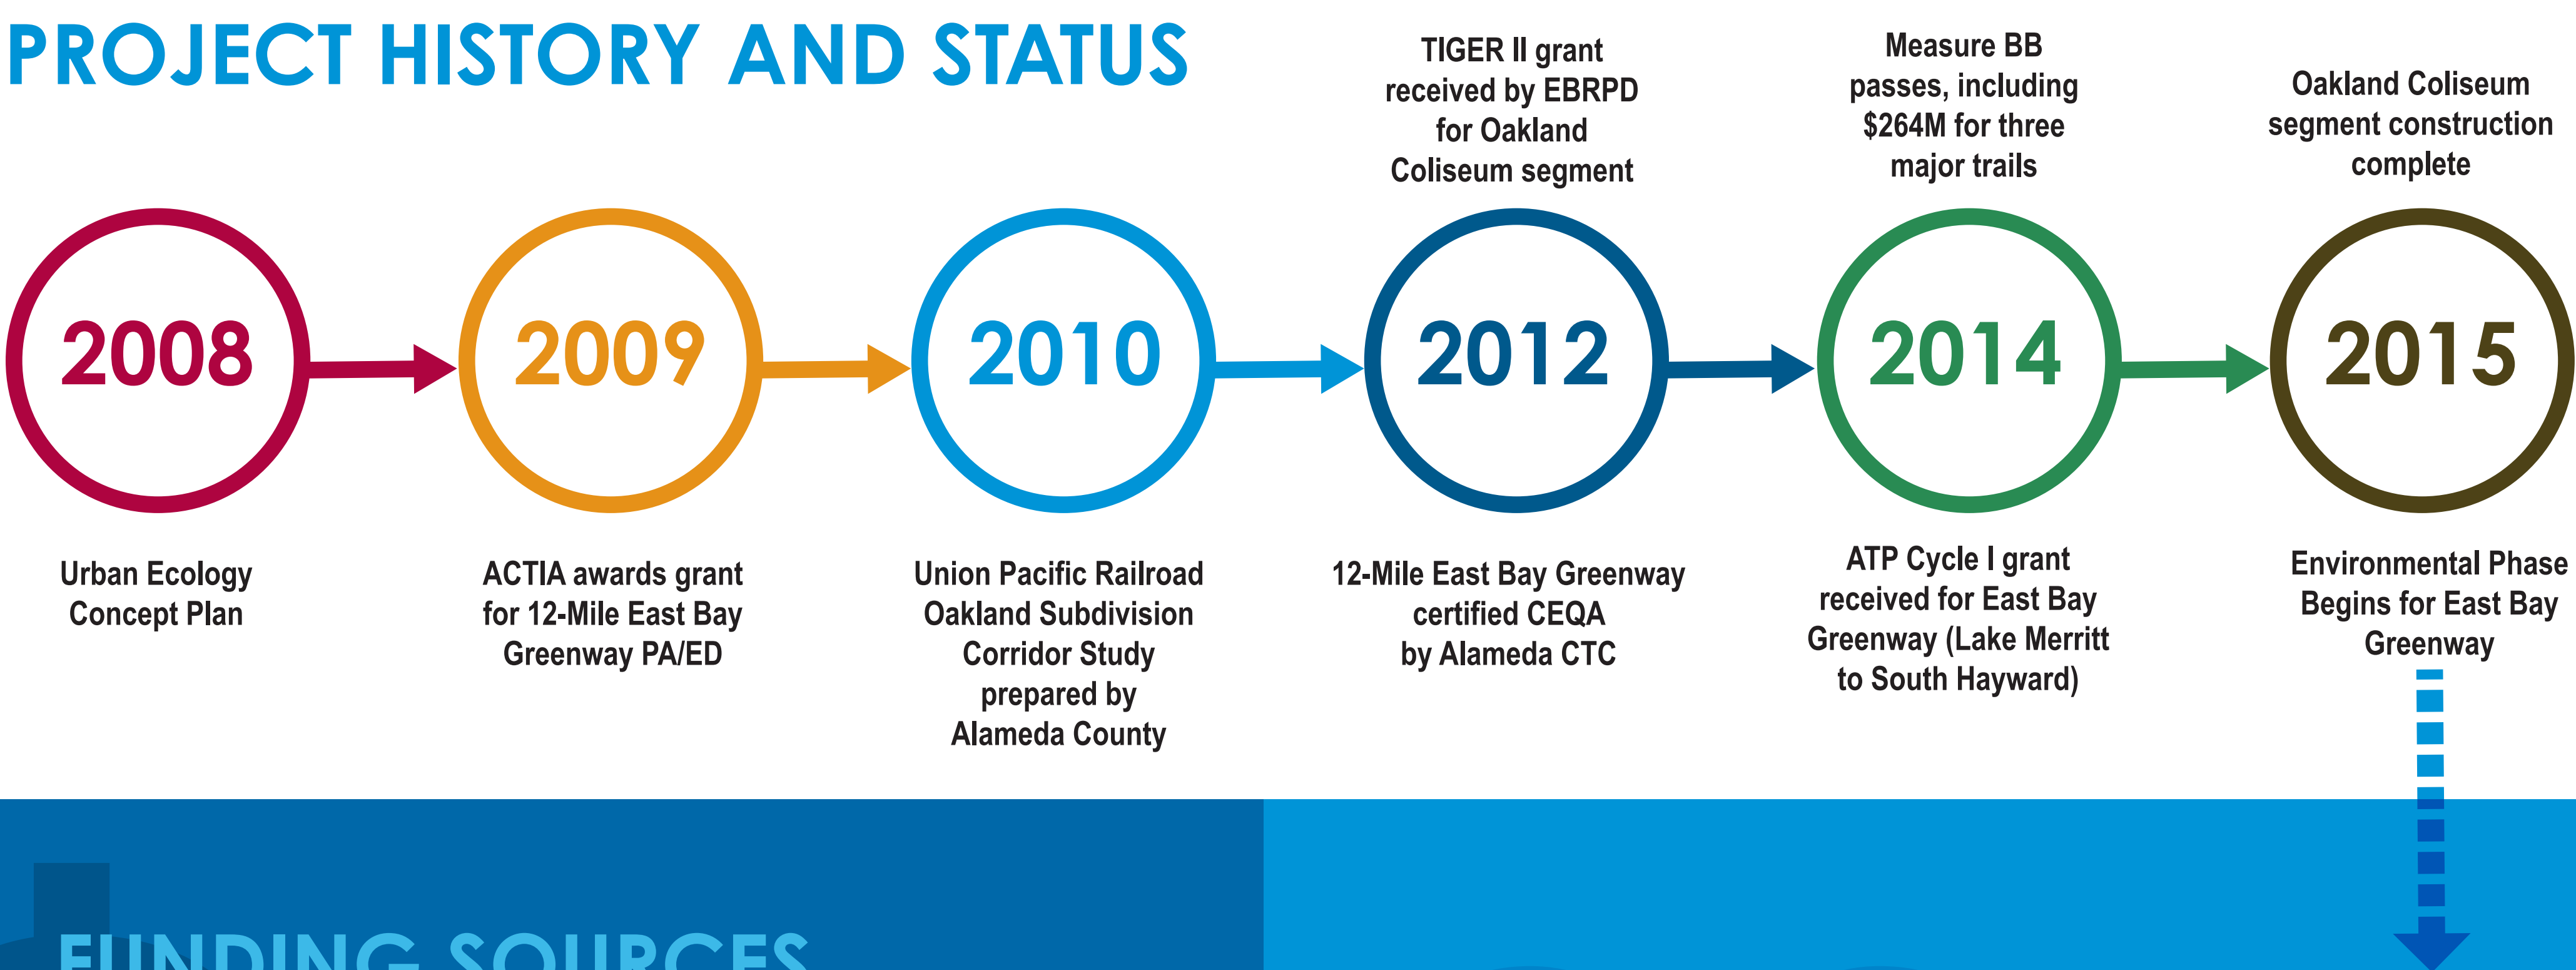 PROJECT HISTORY AND STATUS
TIGER II grant
received by EBRPD
for Oakland
Coliseum segment
Measure BB
passes, including
$264M for three
major trails
Oakland Coliseum
segment construction
complete
2008
2009
2010
2012
2014
2015
Urban Ecology
Concept Plan
ACTIA awards grant
for 12-Mile East Bay
Greenway PA/ED
Union Pacific Railroad
Oakland Subdivision
Corridor Study
prepared by
Alameda County
12-Mile East Bay Greenway
certified CEQA
by Alameda CTC
ATP Cycle I grant
received for East Bay
Greenway (Lake Merritt
to South Hayward)
Environmental Phase
Begins for East Bay
Greenway
FUNDING SOURCES